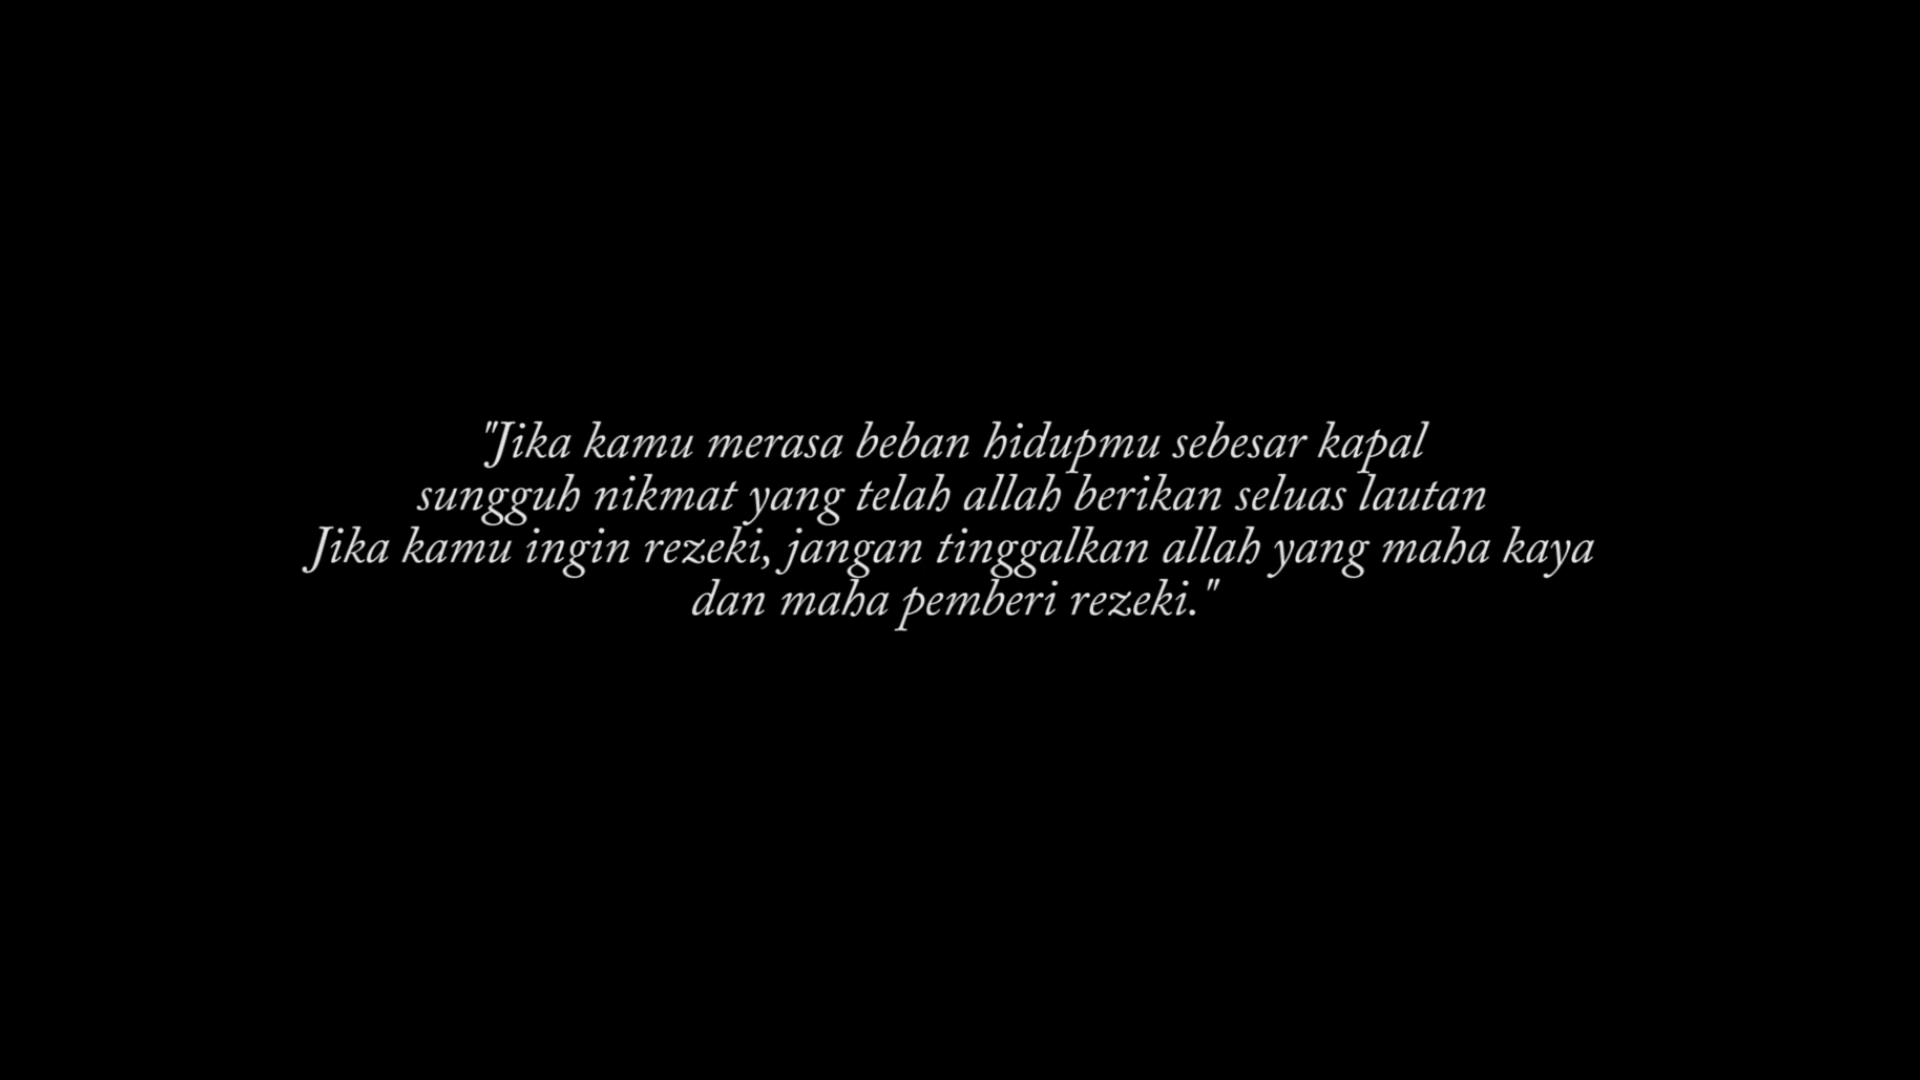 "Jika kamu merasa beban hidupmu sebesar kapal
sungguh nikmat yang telah allah berikan seluas lautan
Jika kamu ingin rezeki, jangan tinggalkan allah yang maha kaya
dan maha pemberi rezeki."